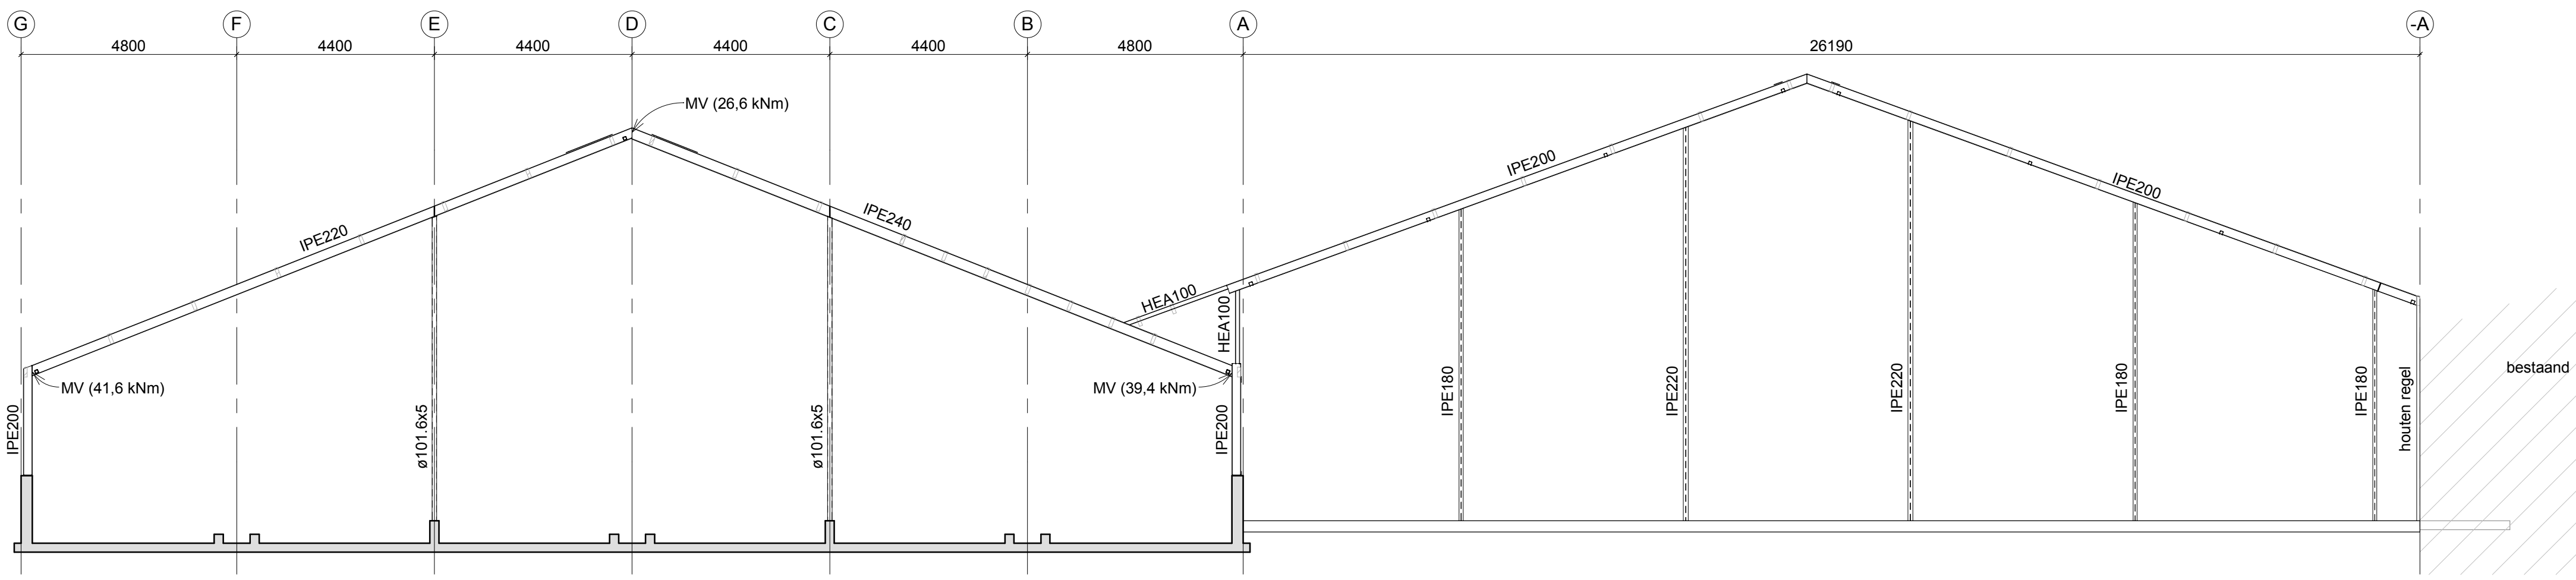 G F E D C B A -A
4800 4400 4400 4400 4400 4800 26190
MV (26,6 kNm)
IPE200
IPE200
IPE240
IPE220
HEA100
HEA100
MV (41,6 kNm)
MV (39,4 kNm)
bestaand
IPE200
ø101.6x5
ø101.6x5
IPE200
IPE180
IPE220
IPE220
IPE180
IPE180
houten regel